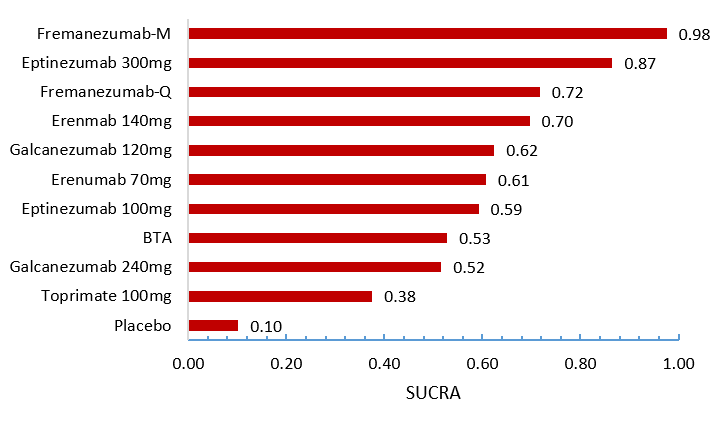 Fremanezumab-M 0.98
Eptinezumab 300mg 0.87
Fremanezumab-Q 0.72
Erenmab 140mg 0.70
Galcanezumab 120mg 0.62
Erenumab 70mg 0.61
Eptinezumab 100mg 0.59
BTA 0.53
Galcanezumab 240mg 0.52
Toprimate 100mg 0.38
Placebo 0.10
0.00 0.20 0.40 0.60 0.80 1.00
SUCRA